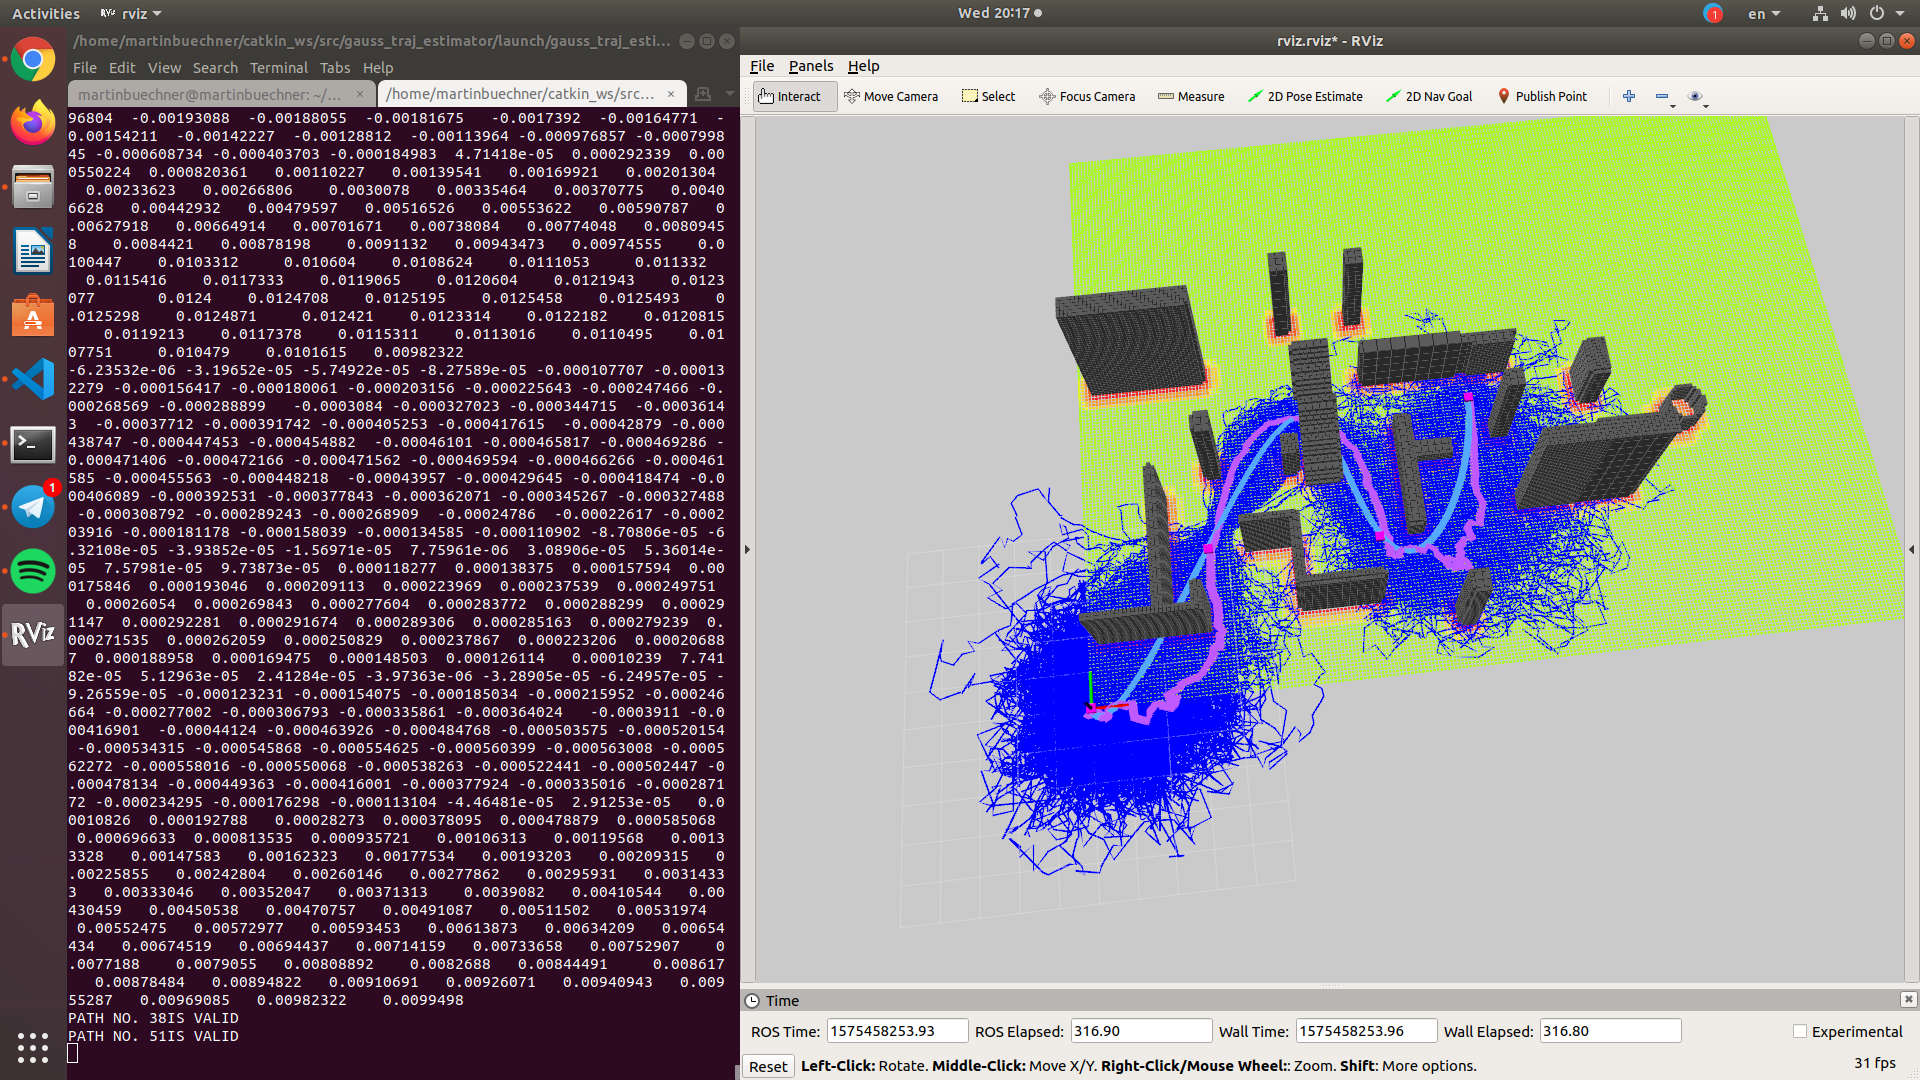 Activities
rviz
Wed 20:17
1
en
/home/martinbuechner/catkin_ws/src/gauss_traj_estimator/launch/gauss_traj_esti...
File Edit View Search Terminal Tabs Help
martinbuechner@martinbuechner: ~/...
/home/martinbuechner/catkin_ws/src...
96804 -0.00193088 -0.00188055 -0.00181675 -0.0017392 -0.00164771 -
0.00154211 -0.00142227 -0.00128812 -0.00113964 -0.000976857 -0.0007998
45 -0.000608734 -0.000403703 -0.000184983 4.71418e-05 0.000292339 0.00
0550224 0.000820361 0.00110227 0.00139541 0.00169921 0.00201304
0.00233623 0.00266806 0.0030078 0.00335464 0.00370775 0.0040
6628 0.00442932 0.00479597 0.00516526 0.00553622 0.00590787 0
.00627918 0.00664914 0.00701671 0.00738084 0.00774048 0.0080945
8 0.0084421 0.00878198 0.0091132 0.00943473 0.00974555 0.0
100447 0.0103312 0.010604 0.0108624 0.0111053 0.011332
0.0115416 0.0117333 0.0119065 0.0120604 0.0121943 0.0123
077 0.0124 0.0124708 0.0125195 0.0125458 0.0125493 0
.0125298 0.0124871 0.012421 0.0123314 0.0122182 0.0120815
0.0119213 0.0117378 0.0115311 0.0113016 0.0110495 0.01
07751 0.010479 0.0101615 0.00982322
-6.23532e-06 -3.19652e-05 -5.74922e-05 -8.27589e-05 -0.000107707 -0.00013
2279 -0.000156417 -0.000180061 -0.000203156 -0.000225643 -0.000247466 -0.
000268569 -0.000288899 -0.0003084 -0.000327023 -0.000344715 -0.0003614
3 -0.00037712 -0.000391742 -0.000405253 -0.000417615 -0.00042879 -0.000
438747 -0.000447453 -0.000454882 -0.00046101 -0.000465817 -0.000469286 -
0.000471406 -0.000472166 -0.000471562 -0.000469594 -0.000466266 -0.000461
585 -0.000455563 -0.000448218 -0.00043957 -0.000429645 -0.000418474 -0.0
00406089 -0.000392531 -0.000377843 -0.000362071 -0.000345267 -0.000327488
-0.000308792 -0.000289243 -0.000268909 -0.00024786 -0.00022617 -0.0002
03916 -0.000181178 -0.000158039 -0.000134585 -0.000110902 -8.70806e-05 -6
.32108e-05 -3.93852e-05 -1.56971e-05 7.75961e-06 3.08906e-05 5.36014e-
05 7.57981e-05 9.73873e-05 0.000118277 0.000138375 0.000157594 0.00
0175846 0.000193046 0.000209113 0.000223969 0.000237539 0.000249751
0.00026054 0.000269843 0.000277604 0.000283772 0.000288299 0.00029
1147 0.000292281 0.000291674 0.000289306 0.000285163 0.000279239 0.
000271535 0.000262059 0.000250829 0.000237867 0.000223206 0.00020688
7 0.000188958 0.000169475 0.000148503 0.000126114 0.00010239 7.741
82e-05 5.12963e-05 2.41284e-05 -3.97363e-06 -3.28905e-05 -6.24957e-05 -
9.26559e-05 -0.000123231 -0.000154075 -0.000185034 -0.000215952 -0.000246
664 -0.000277002 -0.000306793 -0.000335861 -0.000364024 -0.0003911 -0.0
00416901 -0.00044124 -0.000463926 -0.000484768 -0.000503575 -0.000520154
-0.000534315 -0.000545868 -0.000554625 -0.000560399 -0.000563008 -0.0005
62272 -0.000558016 -0.000550068 -0.000538263 -0.000522441 -0.000502447 -0
.000478134 -0.000449363 -0.000416001 -0.000377924 -0.000335016 -0.0002871
72 -0.000234295 -0.000176298 -0.000113104 -4.46481e-05 2.91253e-05 0.0
0010826 0.000192788 0.00028273 0.000378095 0.000478879 0.000585068
0.000696633 0.000813535 0.000935721 0.00106313 0.00119568 0.0013
3328 0.00147583 0.00162323 0.00177534 0.00193203 0.00209315 0
.00225855 0.00242804 0.00260146 0.00277862 0.00295931 0.0031433
3 0.00333046 0.00352047 0.00371313 0.0039082 0.00410544 0.00
430459 0.00450538 0.00470757 0.00491087 0.00511502 0.00531974
0.00552475 0.00572977 0.00593453 0.00613873 0.00634209 0.00654
434 0.00674519 0.00694437 0.00714159 0.00733658 0.00752907 0
.0077188 0.0079055 0.00808892 0.0082688 0.00844491 0.008617
0.00878484 0.00894822 0.00910691 0.00926071 0.00940943 0.009
55287 0.00969085 0.00982322 0.0099498
PATH NO. 38IS VALID
PATH NO. 51IS VALID
1
RViz
rviz.rviz* - RViz
File Panels Help
Interact Move Camera Select Focus Camera Measure 2D Pose Estimate 2D Nav Goal Publish Point
Time
ROS Time: 1575458253.93 ROS Elapsed: 316.90 Wall Time: 1575458253.96 Wall Elapsed: 316.80 Experimental
Reset Left-Click: Rotate. Middle-Click: Move X/Y. Right-Click/Mouse Wheel:: Zoom. Shift: More options. 31 fps